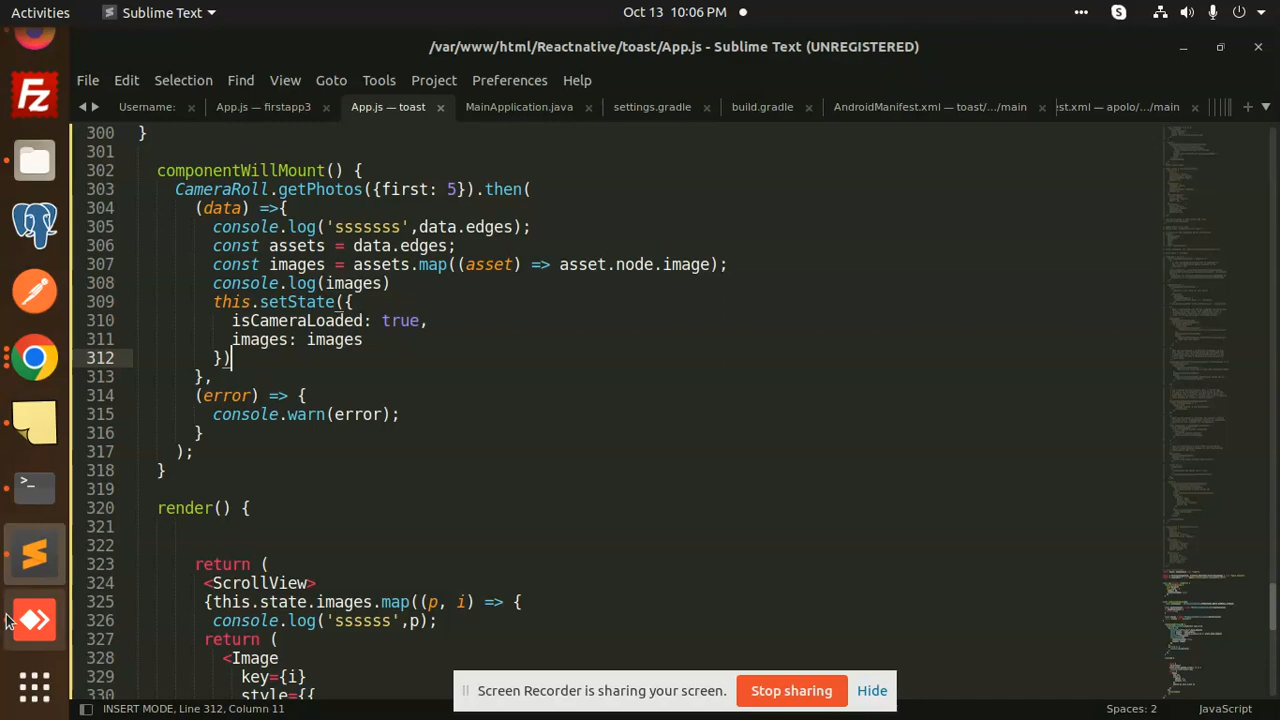 Activities
Sublime Text
Oct 13 10:06 PM
/var/www/html/Reactnative/toast/App.js - Sublime Text (UNREGISTERED)
File Edit Selection Find View Goto Tools Project Preferences Help
Username: × App.js — firstapp3 × App.js — toast × MainApplication.java × settings.gradle × build.gradle × AndroidManifest.xml — toast/.../main × est.xml — apolo/.../main ×
300 }
301
302 componentWillMount() {
303 CameraRoll.getPhotos({first: 5}).then(
304 (data) =>{
305 console.log('sssssss',data.edges);
306 const assets = data.edges;
307 const images = assets.map((asset) => asset.node.image);
308 console.log(images)
309 this.setState({
310 isCameraLoaded: true,
311 images: images
312 })
313 },
314 (error) => {
315 console.warn(error);
316 }
317 );
318 }
319
320 render() {
321
322
323 return (
324 <ScrollView>
325 {this.state.images.map((p, i) => {
326 console.log('ssssss',p);
327 return (
328 <Image
329 key={i}
330 style={{
Screen Recorder is sharing your screen. Stop sharing Hide
INSERT MODE, Line 312, Column 11
Spaces: 2
JavaScript